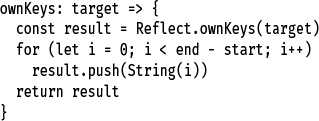 ownKeys: target => {
  const result = Reflect.ownKeys(target)
  for (let i = 0; i < end - start; i++)
    result.push(String(i))
  return result
}